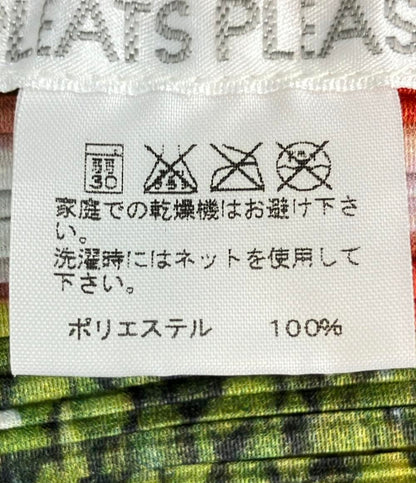 PLEATS PLEAS
弱
30
家庭での乾燥機はお避け下さ
い。
洗濯時にはネットを使用して
下さい。
ポリエステル 100%